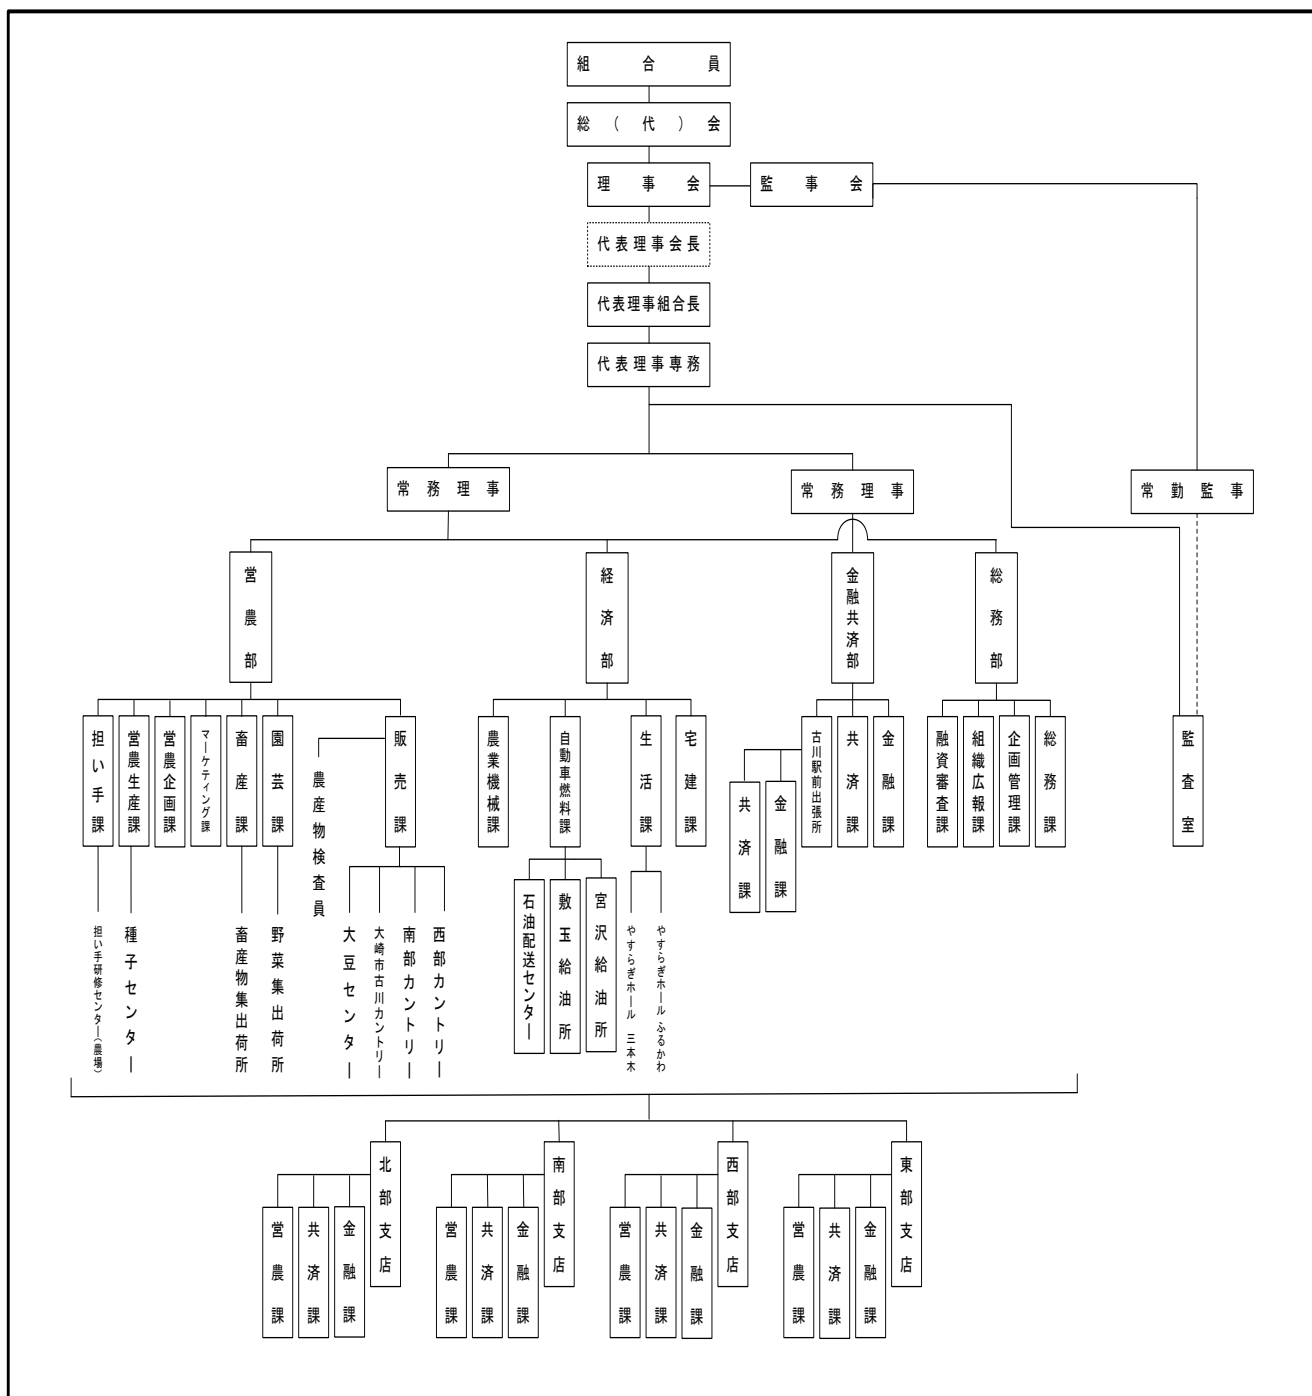 組合員
総(代)会
理事会
監事会
代表理事会長
代表理事組合長
代表理事専務
常務理事
常務理事
常勤監事
営農部
経済部
金融共済部
総務部
担い手課
営農生産課
営農企画課
マーケティング課
畜産課
園芸課
農産物検査員
販売課
農業機械課
自動車燃料課
生活課
宅建課
共済課
金融課
古川駅前出張所
共済課
金融課
融資審査課
組織広報課
企画管理課
総務課
監査室
担い手研修センター(農場)
種子センター
畜産物集出荷所
野菜集出荷所
大豆センター
大崎市古川カントリー
南部カントリー
西部カントリー
石油配送センター
敷玉給油所
宮沢給油所
やすらぎホール 三本木
やすらぎホール ふるかわ
北部支店
南部支店
西部支店
東部支店
営農課
共済課
金融課
営農課
共済課
金融課
営農課
共済課
金融課
営農課
共済課
金融課